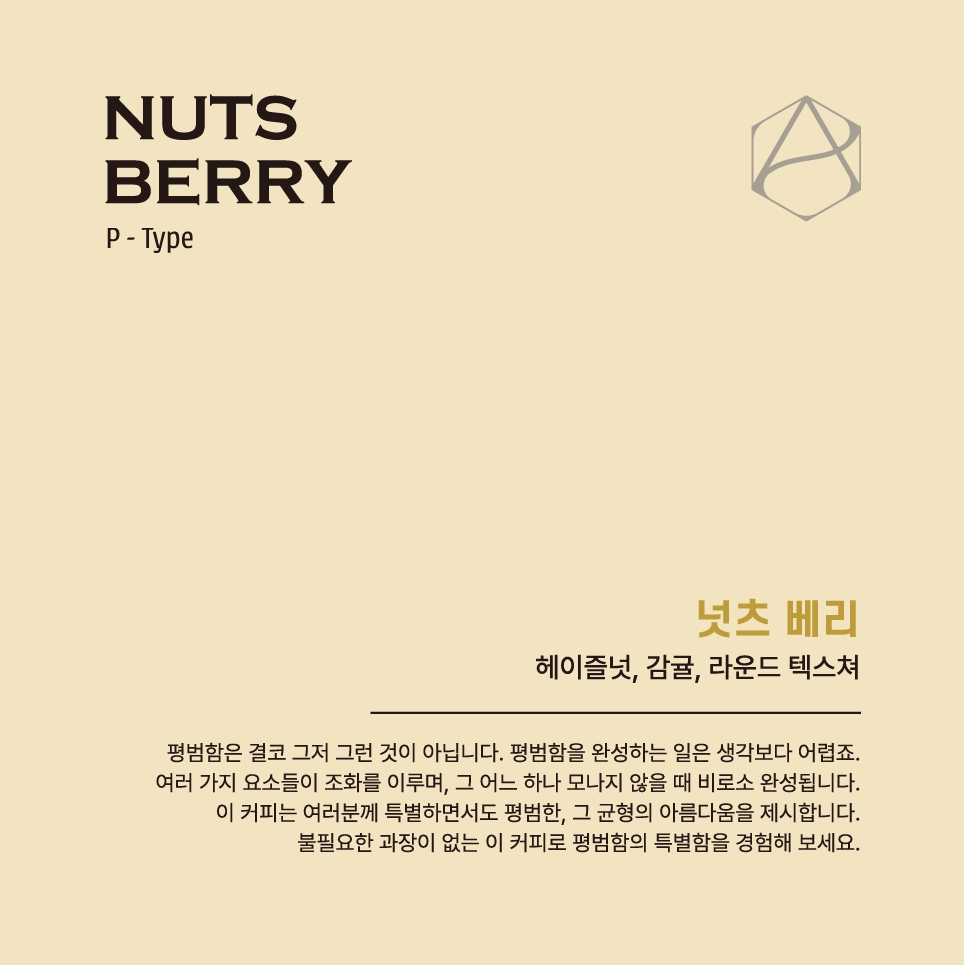 NUTS
BERRY
P - Type
넛츠 베리
헤이즐넛, 감귤, 라운드 텍스쳐
평범함은 결코 그저 그런 것이 아닙니다. 평범함을 완성하는 일은 생각보다 어렵죠.
여러 가지 요소들이 조화를 이루며, 그 어느 하나 모나지 않을 때 비로소 완성됩니다.
이 커피는 여러분께 특별하면서도 평범한, 그 균형의 아름다움을 제시합니다.
불필요한 과장이 없는 이 커피로 평범함의 특별함을 경험해 보세요.